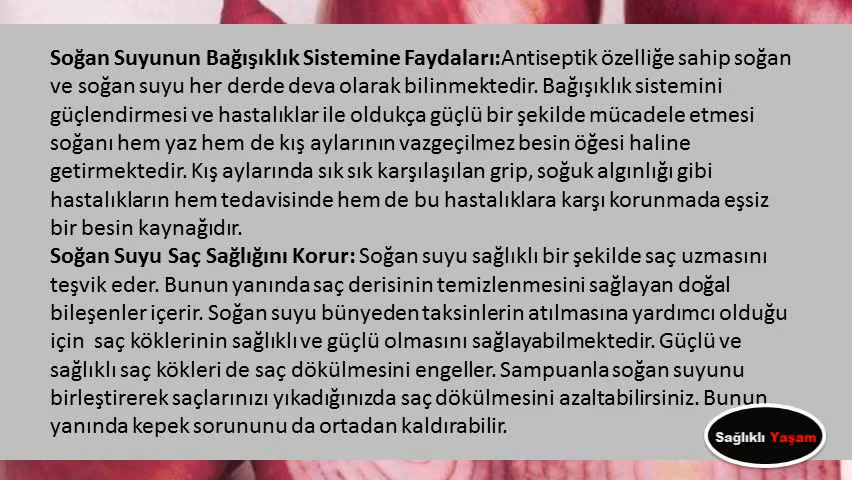 Soğan Suyunun Bağışıklık Sistemine Faydaları:Antiseptik özelliğe sahip soğan
ve soğan suyu her derde deva olarak bilinmektedir. Bağışıklık sistemini
güçlendirmesi ve hastalıklar ile oldukça güçlü bir şekilde mücadele etmesi
soğanı hem yaz hem de kış aylarının vazgeçilmez besin öğesi haline
getirmektedir. Kış aylarında sık sık karşılaşılan grip, soğuk algınlığı gibi
hastalıkların hem tedavisinde hem de bu hastalıklara karşı korunmada eşsiz
bir besin kaynağıdır.
Soğan Suyu Saç Sağlığını Korur: Soğan suyu sağlıklı bir şekilde saç uzmasını
teşvik eder. Bunun yanında saç derisinin temizlenmesini sağlayan doğal
bileşenler içerir. Soğan suyu bünyeden taksinlerin atılmasına yardımcı olduğu
için saç köklerinin sağlıklı ve güçlü olmasını sağlayabilmektedir. Güçlü ve
sağlıklı saç kökleri de saç dökülmesini engeller. Sampuanla soğan suyunu
birleştirerek saçlarınızı yıkadığınızda saç dökülmesini azaltabilirsiniz. Bunun
yanında kepek sorununu da ortadan kaldırabilir.
Sağlıklı Yaşam